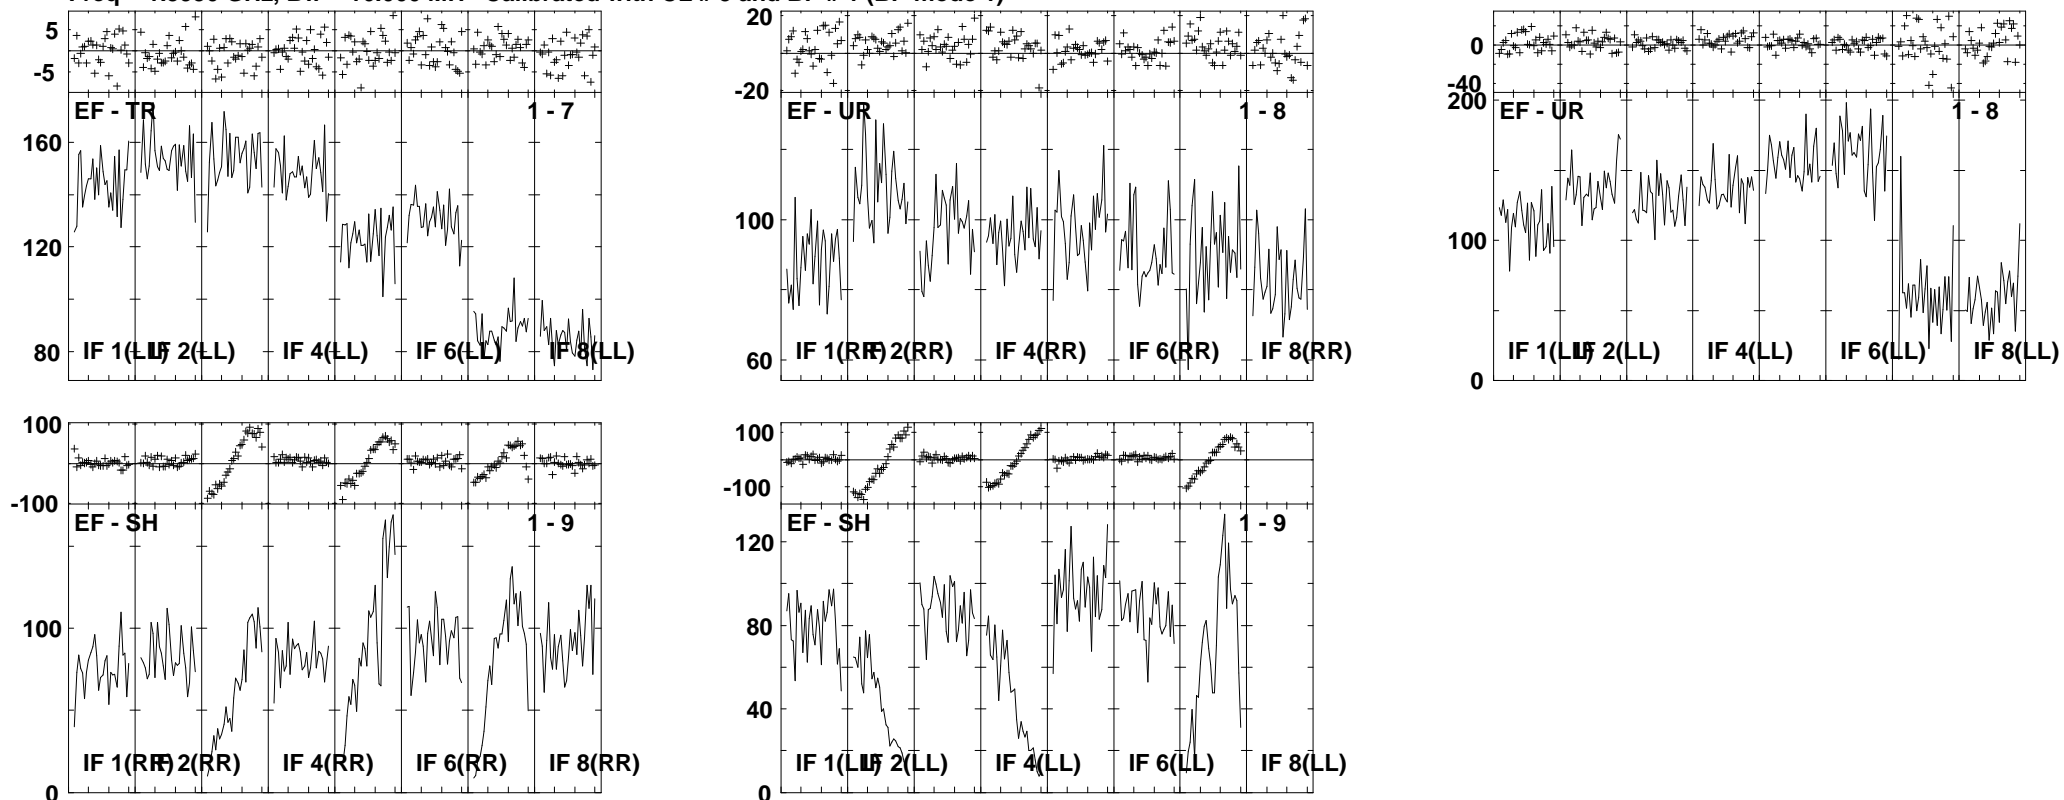 5
-5
EF - TR 1 - 7
160
120
80
IF 1(LL) IF 2(LL) IF 4(LL) IF 6(LL) IF 8(LL)
20
-20
EF - UR 1 - 8
100
60
IF 1(RR) IF 2(RR) IF 4(RR) IF 6(RR) IF 8(RR)
0
-40
200
EF - UR 1 - 8
100
0
IF 1(LL) IF 2(LL) IF 4(LL) IF 6(LL) IF 8(LL)
100
-100
EF - SH 1 - 9
100
0
IF 1(RR) IF 2(RR) IF 4(RR) IF 6(RR) IF 8(RR)
100
-100
EF - SH 1 - 9
120
80
40
0
IF 1(LL) IF 2(LL) IF 4(LL) IF 6(LL) IF 8(LL)